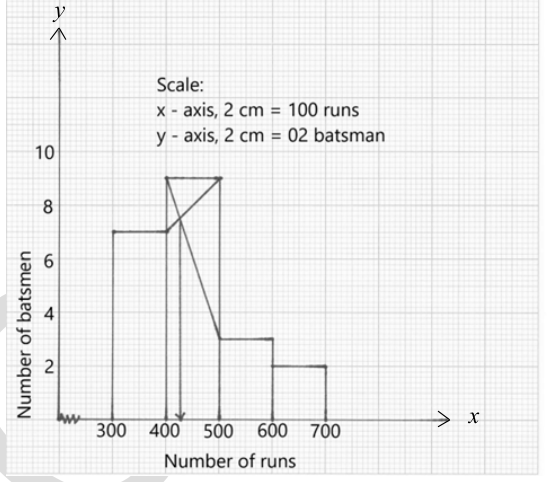 y
Scale:
x - axis, 2 cm = 100 runs
y - axis, 2 cm = 02 batsman
10
8
6
4
2
Number of batsmen
300 400 500 600 700
x
Number of runs